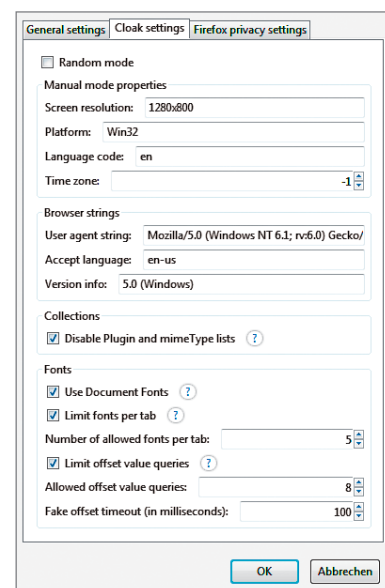 General settings Cloak settings Firefox privacy settings
Random mode
Manual mode properties
Screen resolution: 1280x800
Platform: Win32
Language code: en
Time zone: -1
Browser strings
User agent string: Mozilla/5.0 (Windows NT 6.1; rv:6.0) Gecko/
Accept language: en-us
Version info: 5.0 (Windows)
Collections
Disable Plugin and mimeType lists ?
Fonts
Use Document Fonts ?
Limit fonts per tab ?
Number of allowed fonts per tab: 5
Limit offset value queries ?
Allowed offset value queries: 8
Fake offset timeout (in milliseconds): 100
OK Abbrechen